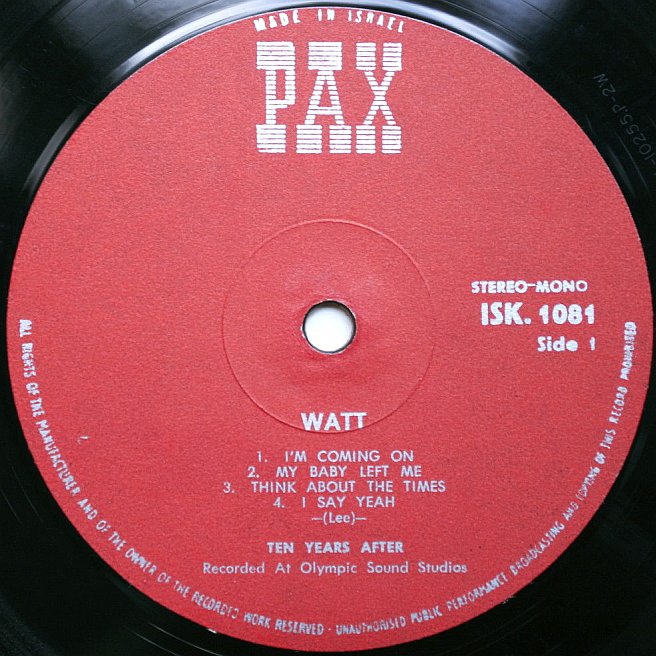 MADE IN ISRAEL
PAX
STEREO-MONO
ISK. 1081
Side 1
WATT
1. I'M COMING ON
2. MY BABY LEFT ME
3. THINK ABOUT THE TIMES
4. I SAY YEAH
—(Lee)—
TEN YEARS AFTER
Recorded At Olympic Sound Studios
ALL RIGHTS OF THE MANUFACTURER AND OF THE OWNER OF THE RECORDED WORK RESERVED · UNAUTHORISED PUBLIC PERFORMANCE BROADCASTING AND COPYING OF THIS RECORD PROHIBITED
10255.P-2W